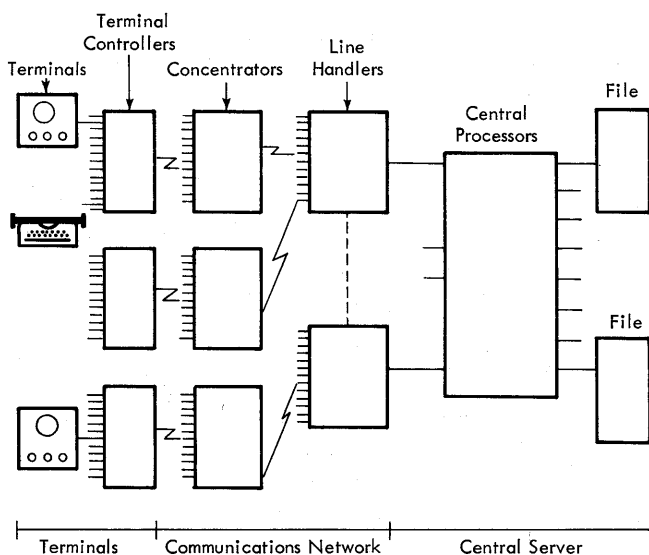 Terminal
Controllers
Terminals
Concentrators
Line
Handlers
Central
Processors
File
File
Terminals
Communications Network
Central Server